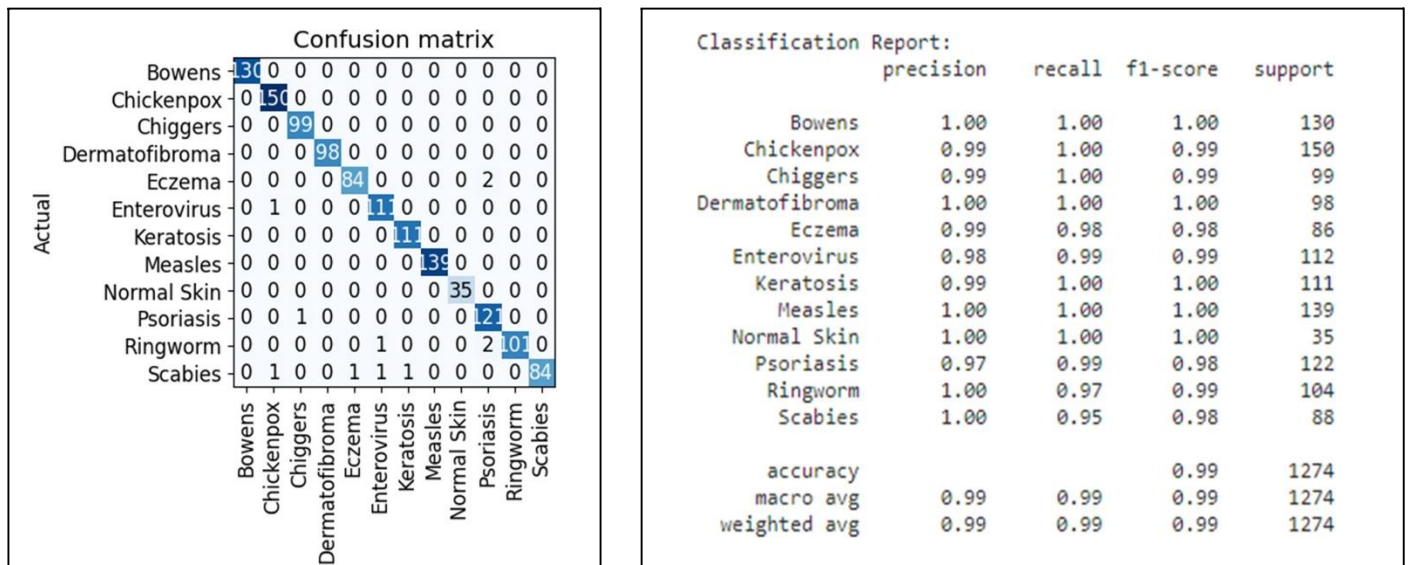 Confusion matrix
Actual
Bowens 130 0 0 0 0 0 0 0 0 0 0 0
Chickenpox 0 150 0 0 0 0 0 0 0 0 0 0
Chiggers 0 0 99 0 0 0 0 0 0 0 0 0
Dermatofibroma 0 0 0 98 0 0 0 0 0 0 0 0
Eczema 0 0 0 0 84 0 0 0 0 2 0 0
Enterovirus 0 1 0 0 0 111 0 0 0 0 0 0
Keratosis 0 0 0 0 0 0 111 0 0 0 0 0
Measles 0 0 0 0 0 0 0 139 0 0 0 0
Normal Skin 0 0 0 0 0 0 0 0 35 0 0 0
Psoriasis 0 0 1 0 0 0 0 0 0 121 0 0
Ringworm 0 0 0 0 0 1 0 0 0 2 101 0
Scabies 0 1 0 0 1 1 1 0 0 0 0 84
Bowens
Chickenpox
Chiggers
Dermatofibroma
Eczema
Enterovirus
Keratosis
Measles
Normal Skin
Psoriasis
Ringworm
Scabies
Classification Report:
precision recall f1-score support
Bowens 1.00 1.00 1.00 130
Chickenpox 0.99 1.00 0.99 150
Chiggers 0.99 1.00 0.99 99
Dermatofibroma 1.00 1.00 1.00 98
Eczema 0.99 0.98 0.98 86
Enterovirus 0.98 0.99 0.99 112
Keratosis 0.99 1.00 1.00 111
Measles 1.00 1.00 1.00 139
Normal Skin 1.00 1.00 1.00 35
Psoriasis 0.97 0.99 0.98 122
Ringworm 1.00 0.97 0.99 104
Scabies 1.00 0.95 0.98 88
accuracy 0.99 1274
macro avg 0.99 0.99 0.99 1274
weighted avg 0.99 0.99 0.99 1274